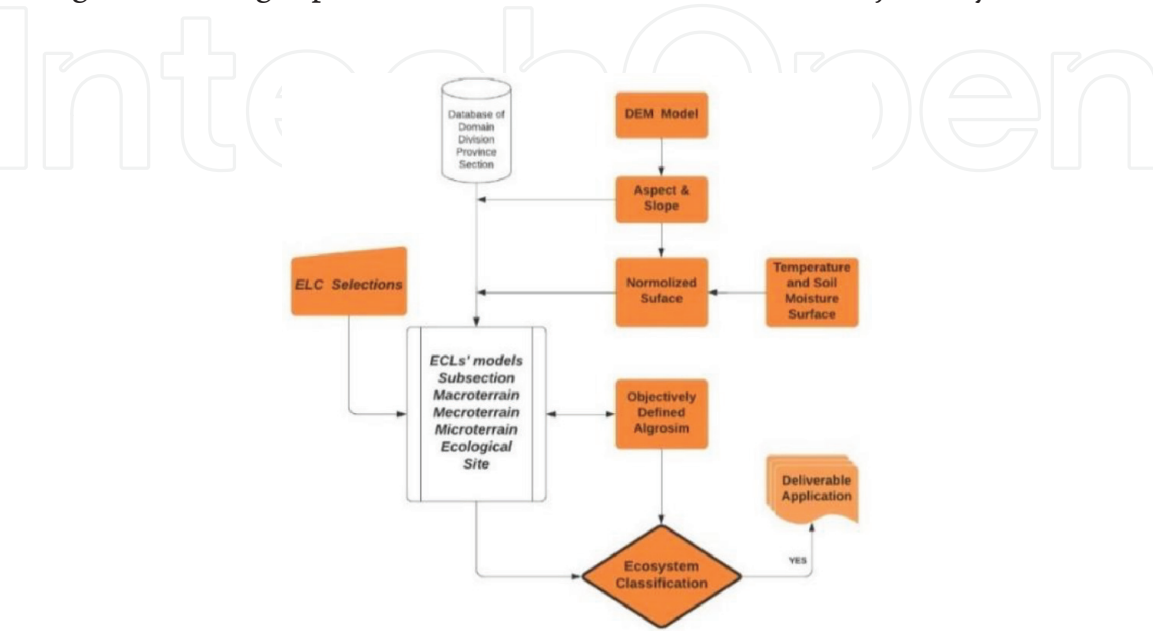 IntechOpen
Database of
Domain
Division
Province
Section
DEM Model
Aspect &
Slope
ELC Selections
Normolized
Suface
Temperature
and Soil
Moisture
Surface
ECLs' models
Subsection
Macroterrain
Mecroterrain
Microterrain
Ecological
Site
Objectively
Defined
Algrosim
Deliverable
Application
YES
Ecosystem
Classification